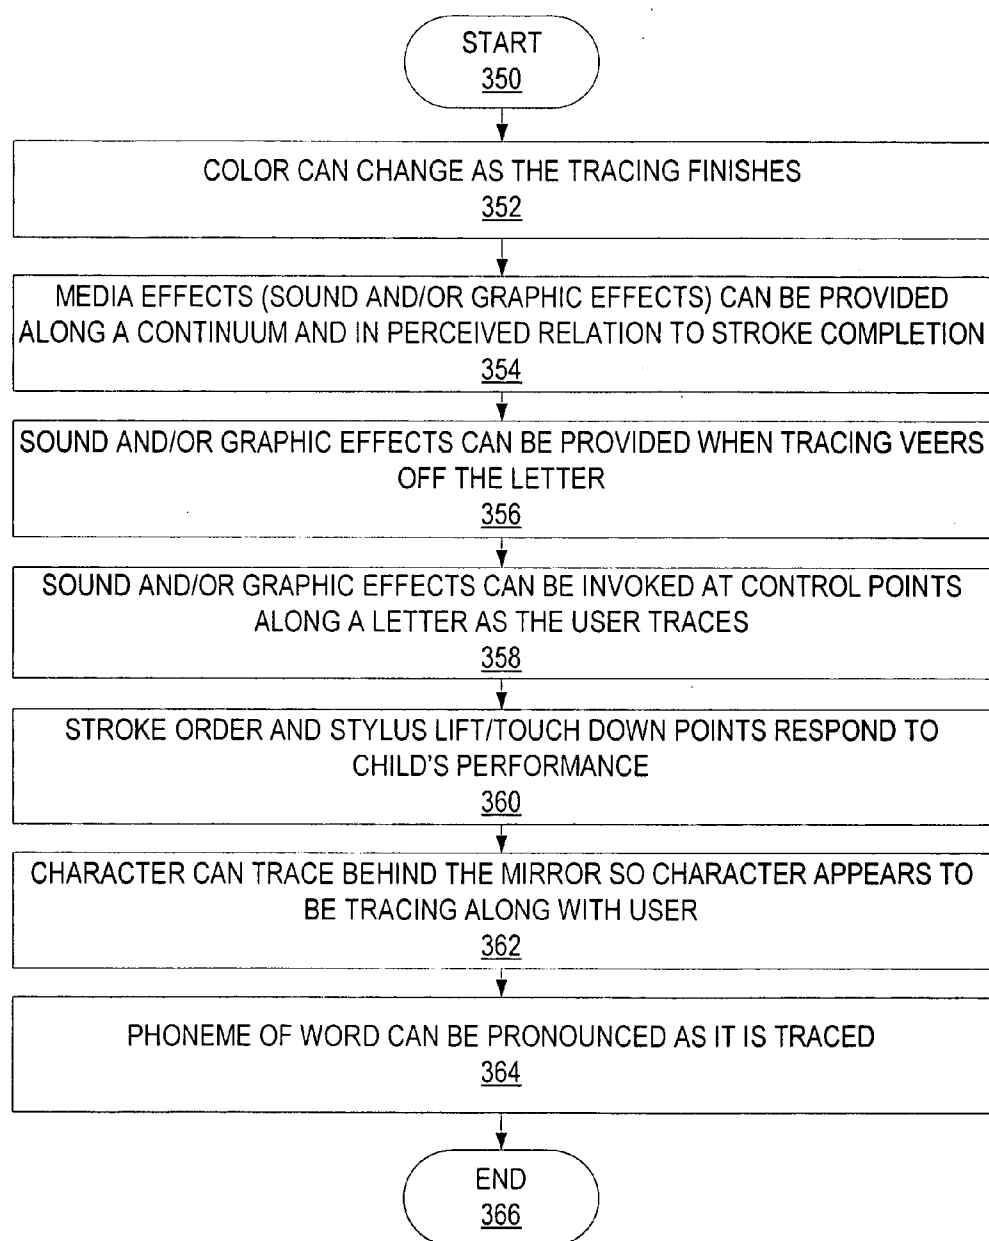 START
350
COLOR CAN CHANGE AS THE TRACING FINISHES
352
MEDIA EFFECTS (SOUND AND/OR GRAPHIC EFFECTS) CAN BE PROVIDED
ALONG A CONTINUUM AND IN PERCEIVED RELATION TO STROKE COMPLETION
354
SOUND AND/OR GRAPHIC EFFECTS CAN BE PROVIDED WHEN TRACING VEERS
OFF THE LETTER
356
SOUND AND/OR GRAPHIC EFFECTS CAN BE INVOKED AT CONTROL POINTS
ALONG A LETTER AS THE USER TRACES
358
STROKE ORDER AND STYLUS LIFT/TOUCH DOWN POINTS RESPOND TO
CHILD'S PERFORMANCE
360
CHARACTER CAN TRACE BEHIND THE MIRROR SO CHARACTER APPEARS TO
BE TRACING ALONG WITH USER
362
PHONEME OF WORD CAN BE PRONOUNCED AS IT IS TRACED
364
END
366